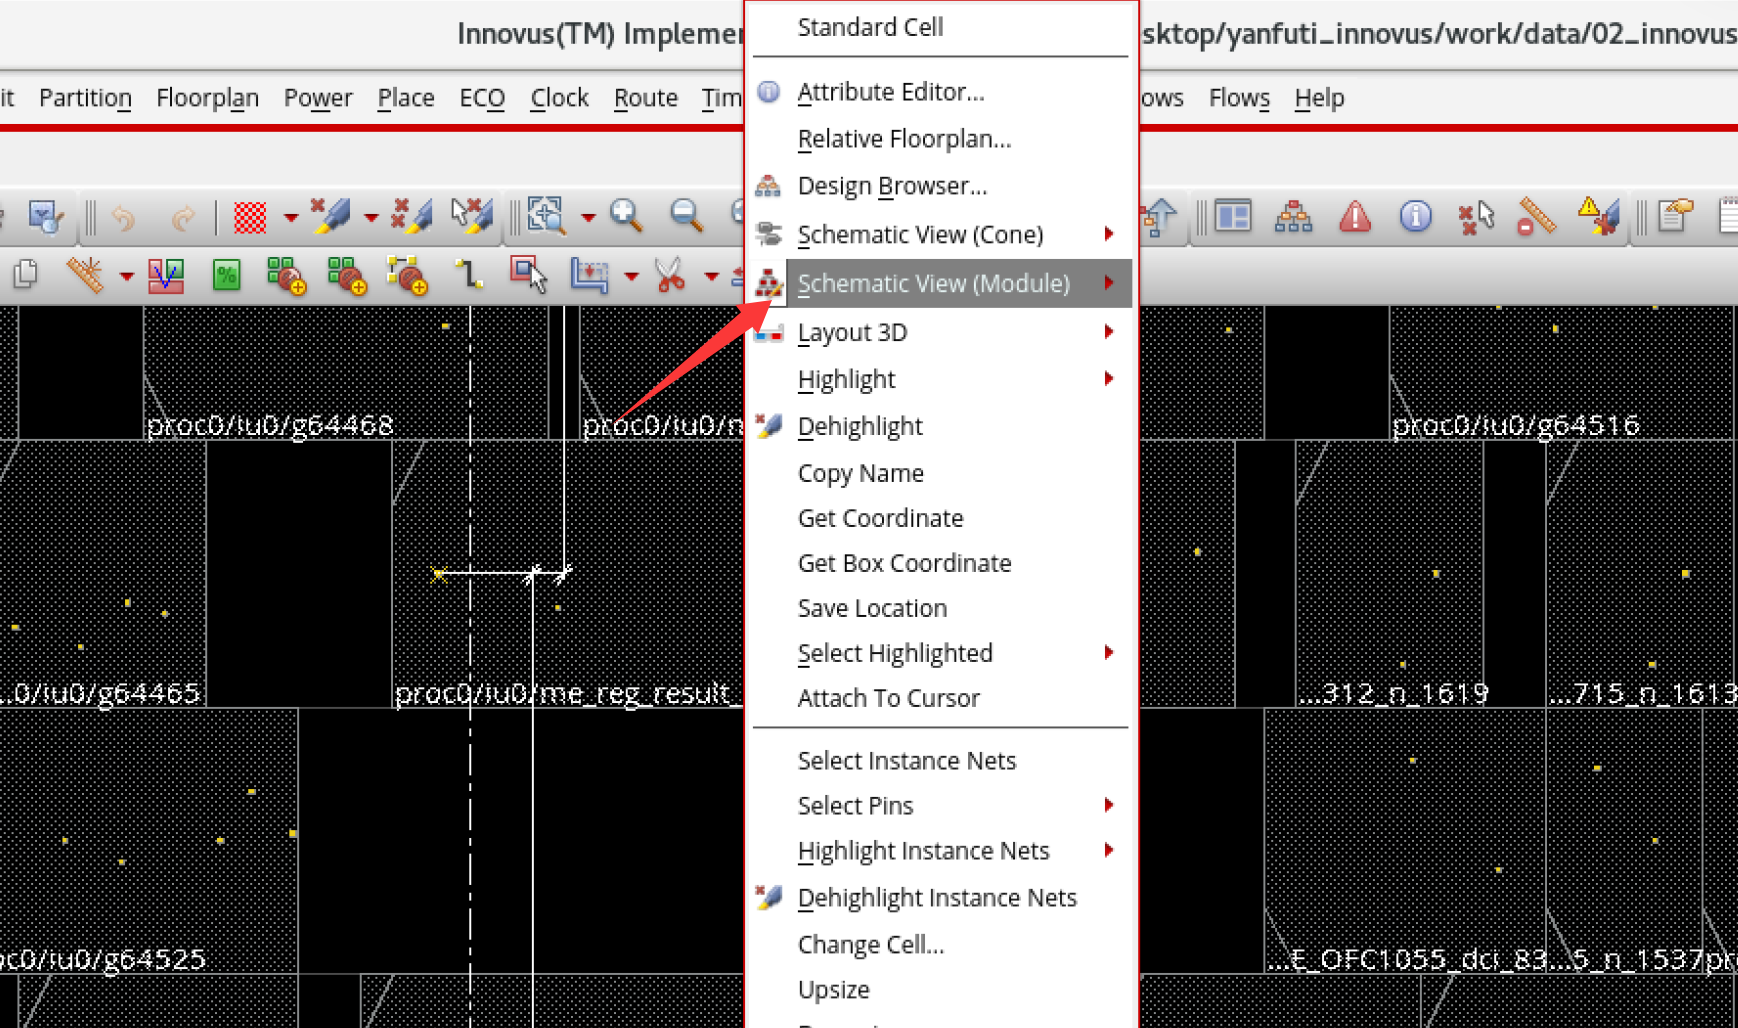 Innovus(TM) Implemen
sktop/yanfuti_innovus/work/data/02_innovus
it Partition Floorplan Power Place ECO Clock Route Tim
ows Flows Help
Standard Cell
Attribute Editor...
Relative Floorplan...
Design Browser...
Schematic View (Cone)
Schematic View (Module)
Layout 3D
Highlight
Dehighlight
Copy Name
Get Coordinate
Get Box Coordinate
Save Location
Select Highlighted
Attach To Cursor
Select Instance Nets
Select Pins
Highlight Instance Nets
Dehighlight Instance Nets
Change Cell...
Upsize
proc0/iu0/g64468
proc0/iu0/n
proc0/iu0/g64516
...0/iu0/g64465
proc0/iu0/me_reg_result_
...312_n_1619
...715_n_1613
oc0/iu0/g64525
...E_OFC1055_dci_83...5_n_1537
pr